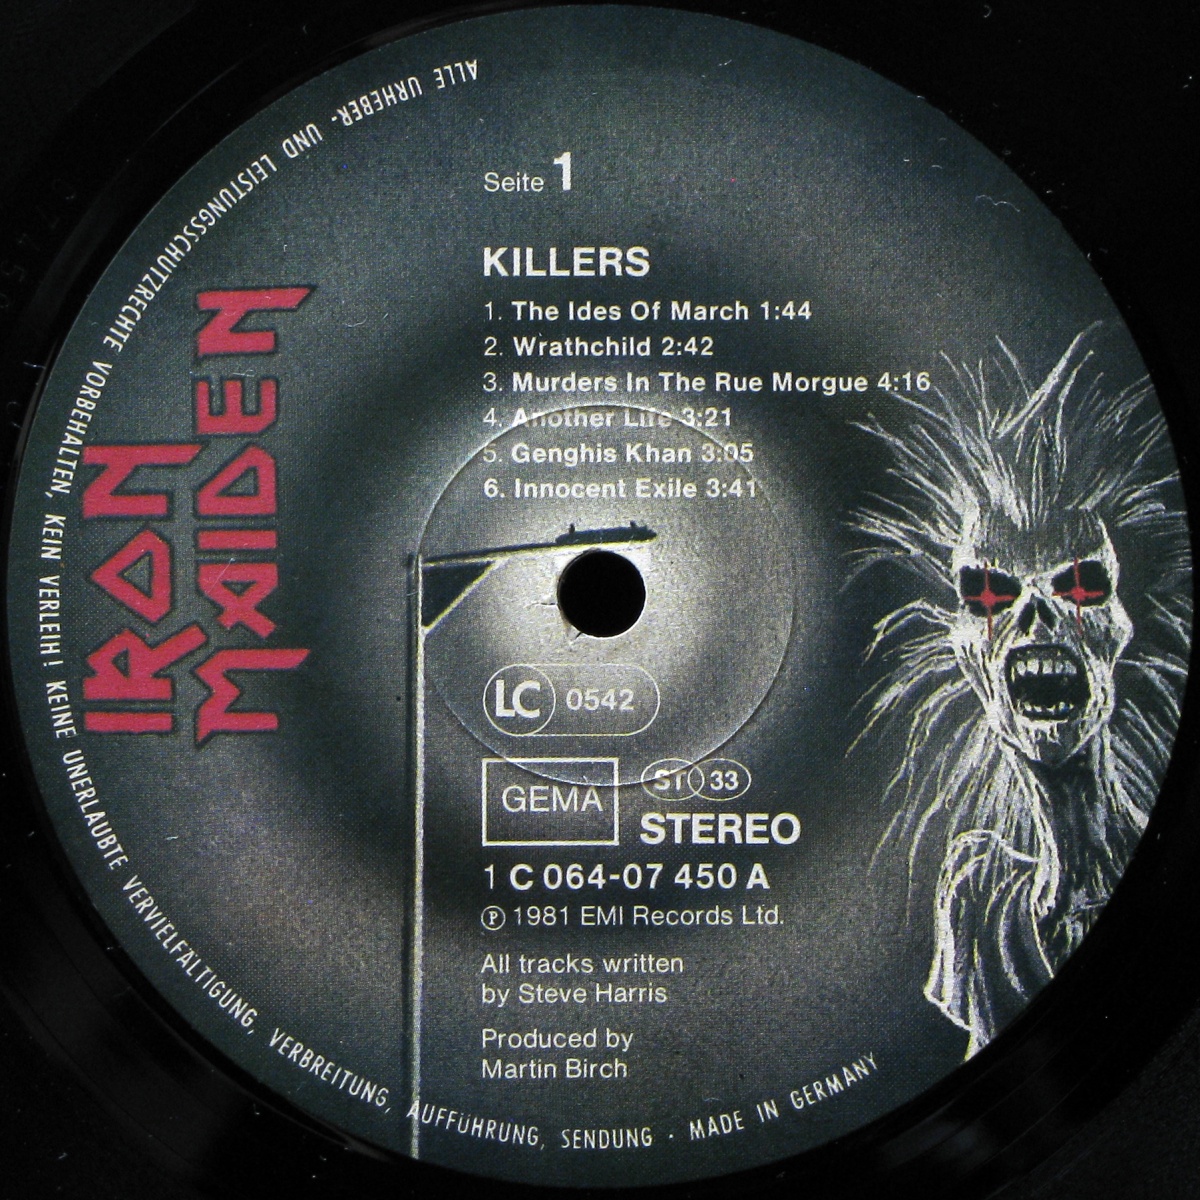 ALLE URHEBER- UND LEISTUNGSSCHUTZRECHTE VORBEHALTEN, KEIN VERLEIH! KEINE UNERLAUBTE VERVIELFÄLTIGUNG, VERBREITUNG, AUFFÜHRUNG, SENDUNG · MADE IN GERMANY
IRON
MAIDEN
Seite 1
KILLERS
1. The Ides Of March 1:44
2. Wrathchild 2:42
3. Murders In The Rue Morgue 4:16
4. Another Life 3:21
5. Genghis Khan 3:05
6. Innocent Exile 3:41
LC 0542
GEMA
ST 33
STEREO
1 C 064-07 450 A
Ⓟ 1981 EMI Records Ltd.
All tracks written
by Steve Harris
Produced by
Martin Birch